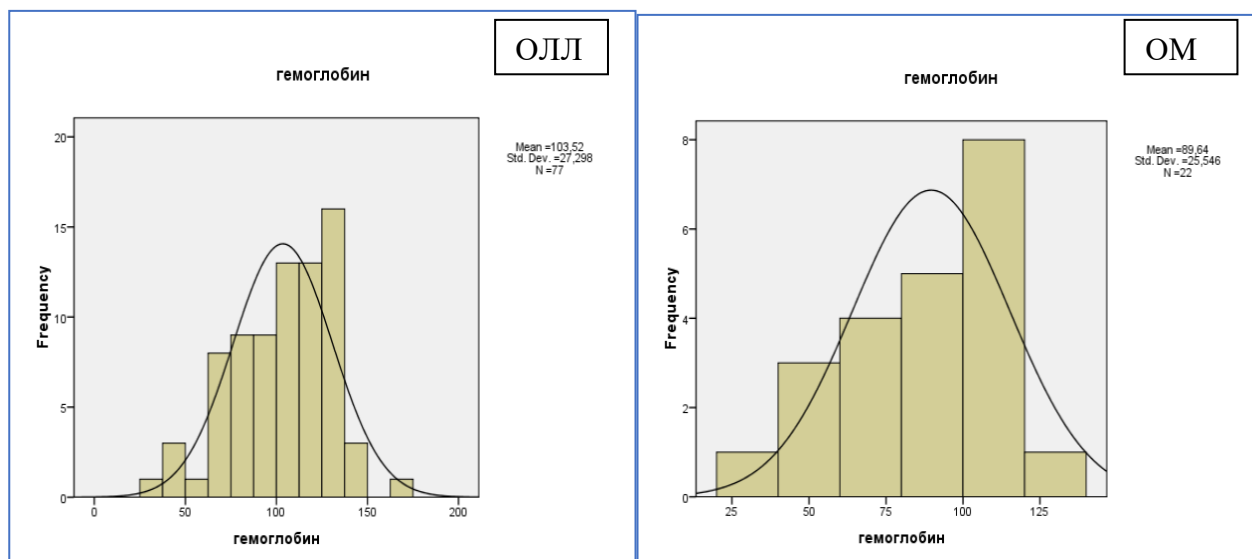 ОЛЛ
гемоглобин
Mean =103,52
Std. Dev. =27,298
N =77
20
15
10
5
0
Frequency
0 50 100 150 200
гемоглобин
ОМ
гемоглобин
Mean =89,64
Std. Dev. =25,546
N =22
8
6
4
2
0
Frequency
25 50 75 100 125
гемоглобин